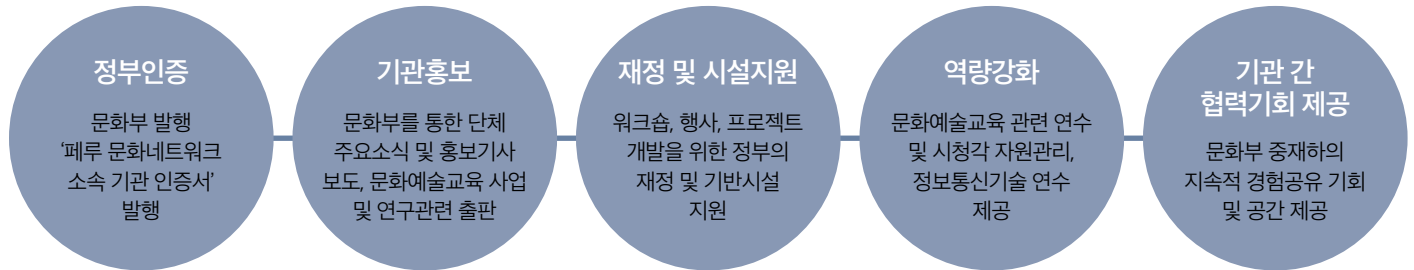 정부인증
문화부 발행
‘페루 문화네트워크
소속 기관 인증서’
발행
기관홍보
문화부를 통한 단체
주요소식 및 홍보기사
보도, 문화예술교육 사업
및 연구관련 출판
재정 및 시설지원
워크숍, 행사, 프로젝트
개발을 위한 정부의
재정 및 기반시설
지원
역량강화
문화예술교육 관련 연수
및 시청각 자원관리,
정보통신기술 연수
제공
기관 간
협력기회 제공
문화부 중재하의
지속적 경험공유 기회
및 공간 제공